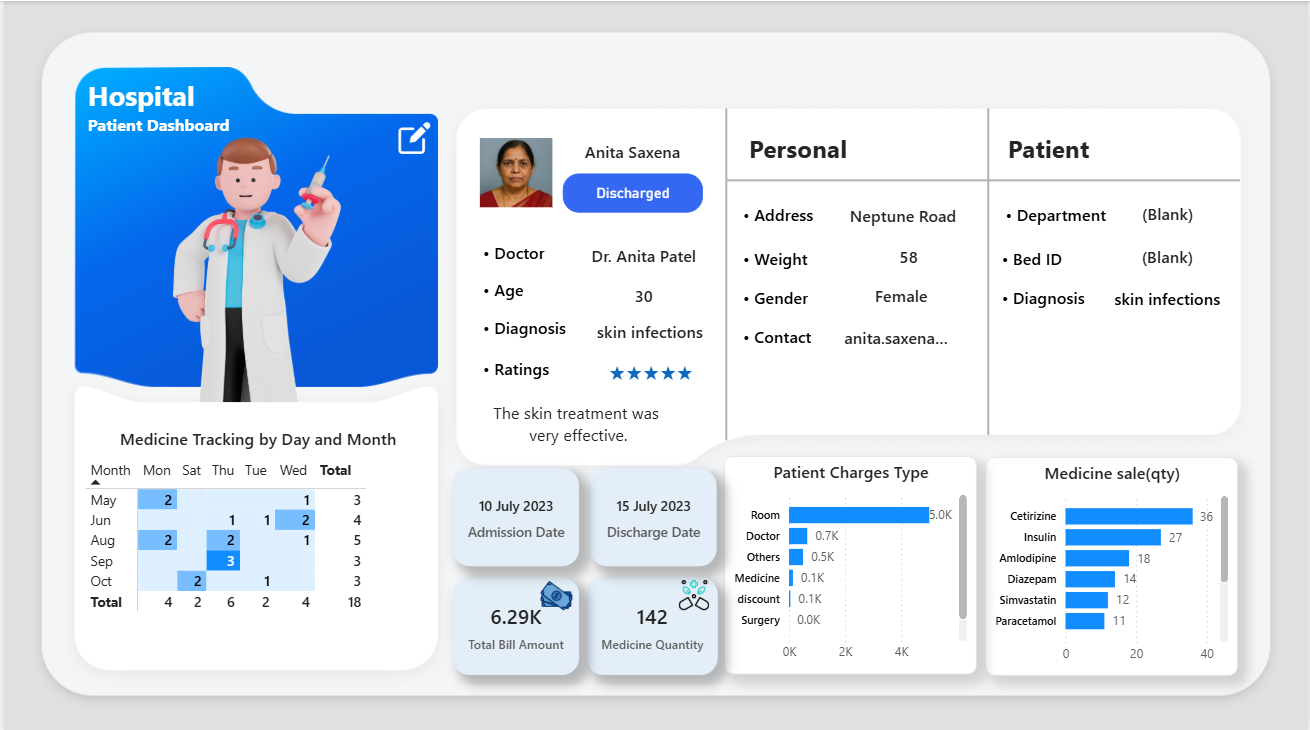 Hospital
Patient Dashboard
Anita Saxena
Discharged
• Doctor Dr. Anita Patel
• Age 30
• Diagnosis skin infections
• Ratings ★★★★★
The skin treatment was
very effective.
Personal
• Address Neptune Road
• Weight 58
• Gender Female
• Contact anita.saxena...
Patient
• Department (Blank)
• Bed ID (Blank)
• Diagnosis skin infections
Medicine Tracking by Day and Month
Month Mon Sat Thu Tue Wed Total
May 2 1 3
Jun 1 1 2 4
Aug 2 2 1 5
Sep 3 3
Oct 2 1 3
Total 4 2 6 2 4 18
10 July 2023
Admission Date
15 July 2023
Discharge Date
6.29K
Total Bill Amount
142
Medicine Quantity
Patient Charges Type
Room 5.0K
Doctor 0.7K
Others 0.5K
Medicine 0.1K
discount 0.1K
Surgery 0.0K
0K 2K 4K
Medicine sale(qty)
Cetirizine 36
Insulin 27
Amlodipine 18
Diazepam 14
Simvastatin 12
Paracetamol 11
0 20 40